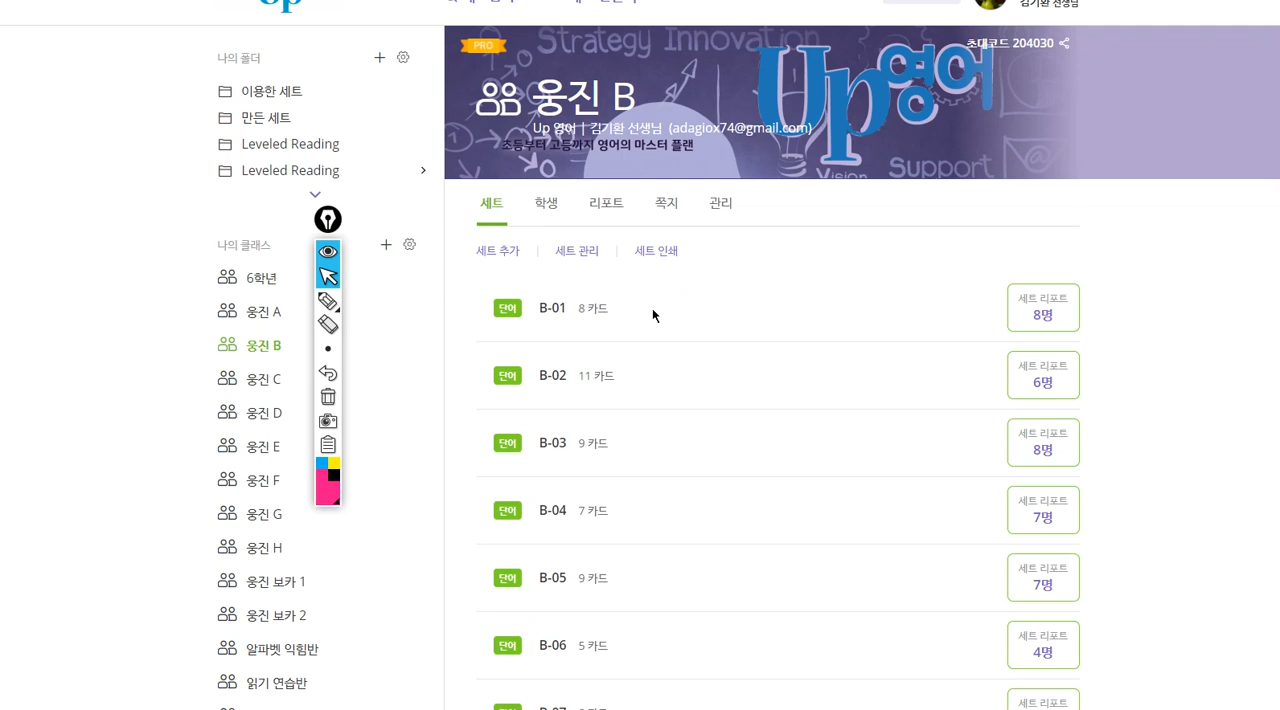 up
김기환 선생님
나의 폴더
이용한 세트
만든 세트
Leveled Reading
Leveled Reading
나의 클래스
6학년
웅진 A
웅진 B
웅진 C
웅진 D
웅진 E
웅진 F
웅진 G
웅진 H
웅진 보카 1
웅진 보카 2
알파벳 익힘반
읽기 연습반
PRO
Strategy Innovation
초대코드 204030
웅진 B
Up영어
Up 영어 | 김기환 선생님 (adagiox74@gmail.com)
초등부터 고등까지 영어의 마스터 플랜
Vision
Support
세트 학생 리포트 쪽지 관리
세트 추가 | 세트 관리 | 세트 인쇄
단어 B-01 8 카드 세트 리포트
8명
단어 B-02 11 카드 세트 리포트
6명
단어 B-03 9 카드 세트 리포트
8명
단어 B-04 7 카드 세트 리포트
7명
단어 B-05 9 카드 세트 리포트
7명
단어 B-06 5 카드 세트 리포트
4명
세트 리포트